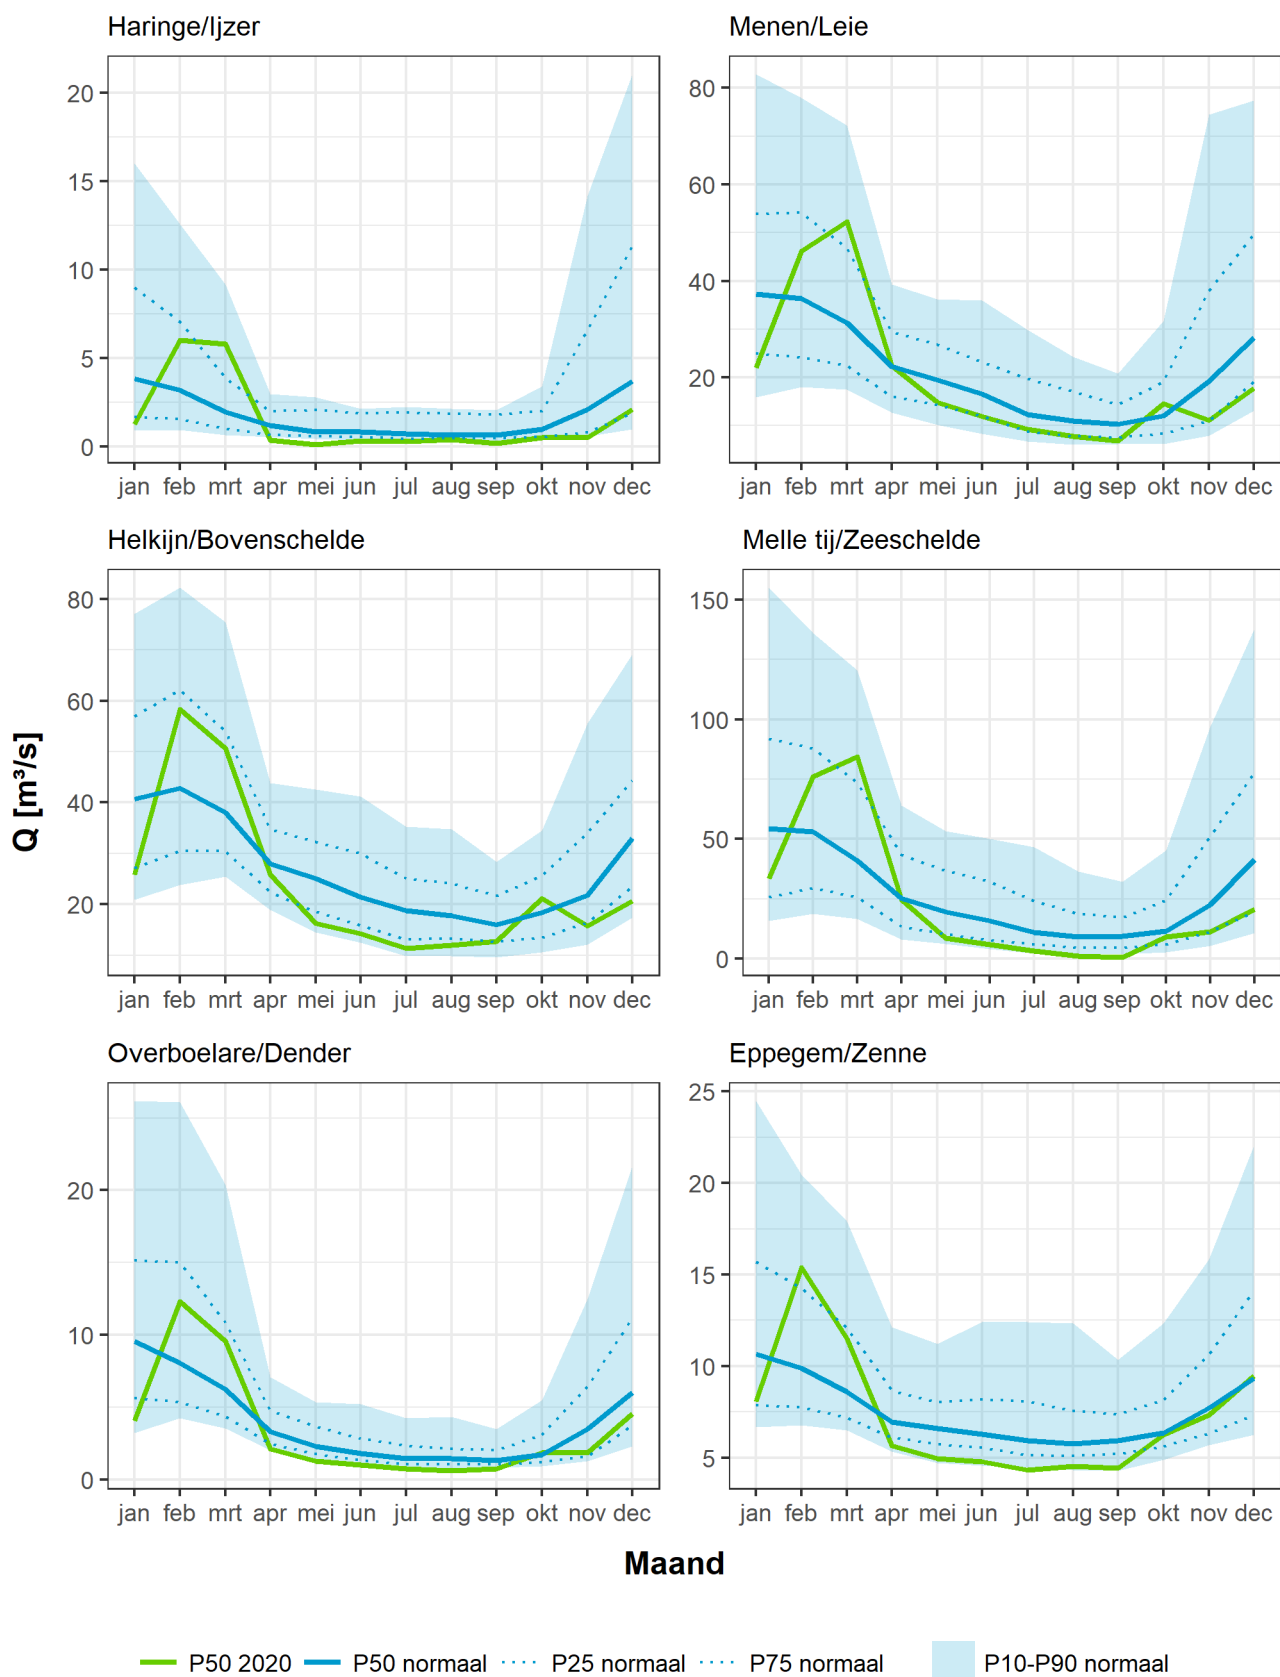 Haringe/Ijzer
Menen/Leie
20
15
10
5
0
80
60
40
20
jan feb mrt apr mei jun jul aug sep okt nov dec
jan feb mrt apr mei jun jul aug sep okt nov dec
Helkijn/Bovenschelde
Melle tij/Zeeschelde
80
60
40
20
150
100
50
0
jan feb mrt apr mei jun jul aug sep okt nov dec
jan feb mrt apr mei jun jul aug sep okt nov dec
Q [m³/s]
Overboelare/Dender
Eppegem/Zenne
20
10
0
25
20
15
10
5
jan feb mrt apr mei jun jul aug sep okt nov dec
jan feb mrt apr mei jun jul aug sep okt nov dec
Maand
P50 2020 P50 normaal P25 normaal P75 normaal P10-P90 normaal